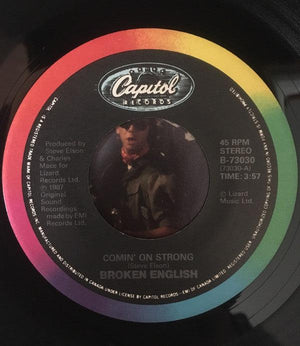 Capitol
RECORDS
Produced by
Steve Elson
& Charles
Mace for
Lizard
Records Ltd.
℗ 1987
Original
Sound
Recordings
made by EMI
Records Ltd.
45 RPM
STEREO
B-73030
(73030-A)
TIME: 3:57
© Lizard
Music Ltd.
COMIN' ON STRONG
(Steve Elson)
BROKEN ENGLISH